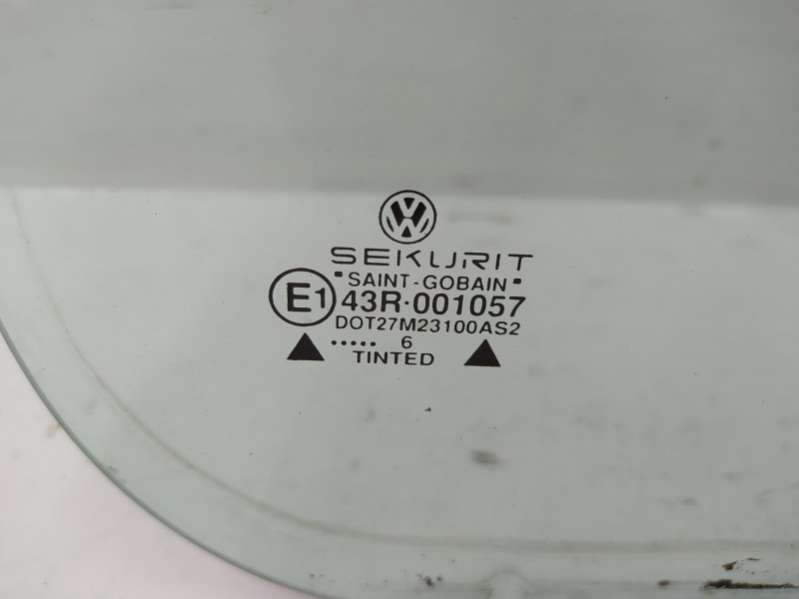 SEKURIT
"SAINT-GOBAIN"
E1 43R·001057
DOT27M23100AS2
..... 6
TINTED